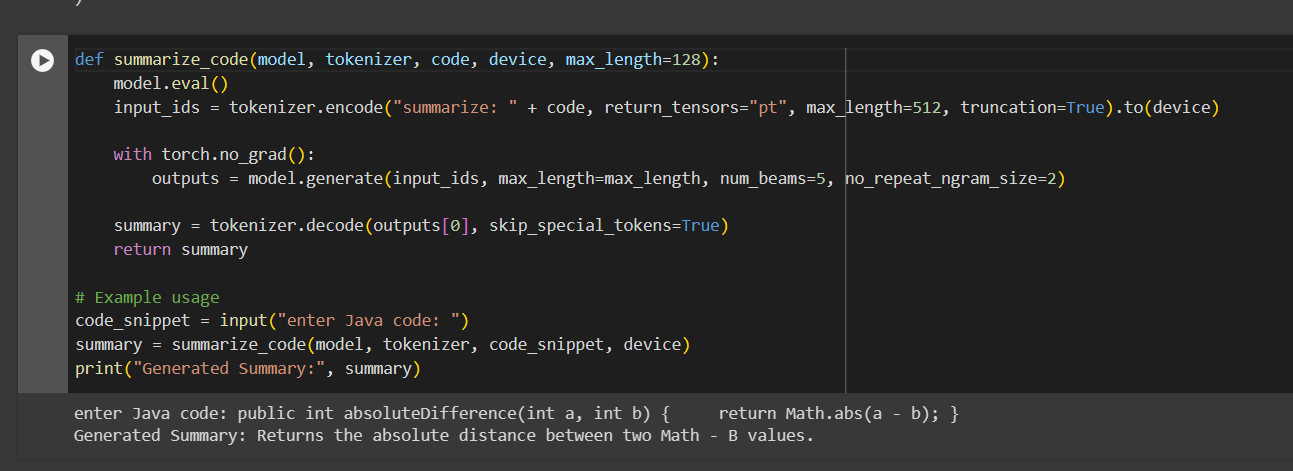 def summarize_code(model, tokenizer, code, device, max_length=128):
    model.eval()
    input_ids = tokenizer.encode("summarize: " + code, return_tensors="pt", max_length=512, truncation=True).to(device)
    with torch.no_grad():
        outputs = model.generate(input_ids, max_length=max_length, num_beams=5, no_repeat_ngram_size=2)
    summary = tokenizer.decode(outputs[0], skip_special_tokens=True)
    return summary
# Example usage
code_snippet = input("enter Java code: ")
summary = summarize_code(model, tokenizer, code_snippet, device)
print("Generated Summary:", summary)
enter Java code: public int absoluteDifference(int a, int b) {     return Math.abs(a - b); }
Generated Summary: Returns the absolute distance between two Math - B values.